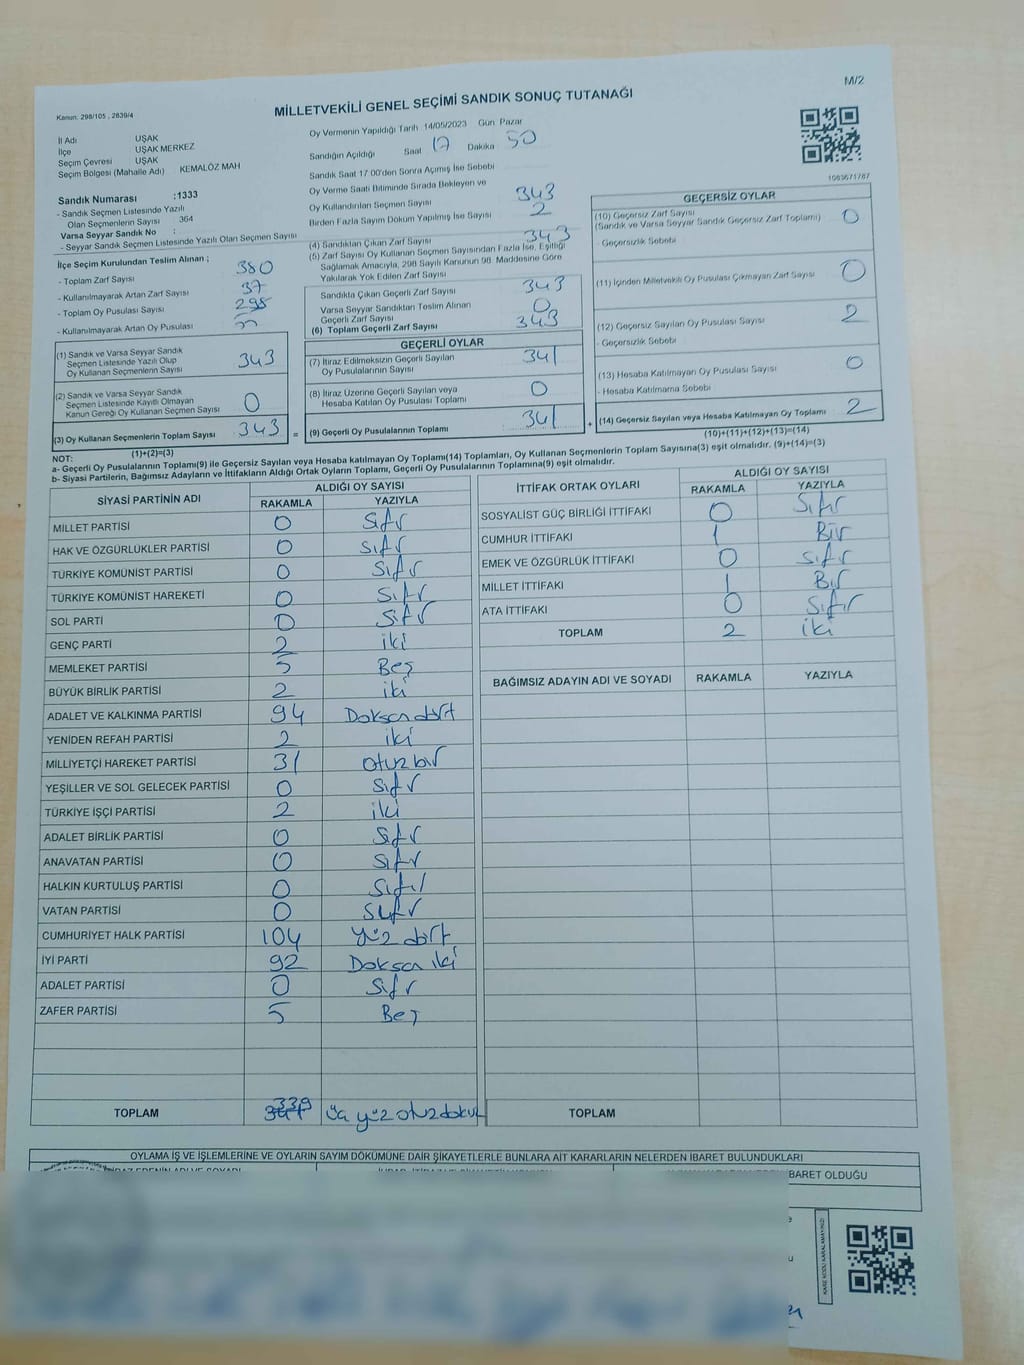 M/2
MİLLETVEKİLİ GENEL SEÇİMİ SANDIK SONUÇ TUTANAĞI
Kanun: 298/105 , 2839/4
İl Adı UŞAK
İlçe UŞAK MERKEZ
Seçim Çevresi UŞAK
Seçim Bölgesi (Mahalle Adı) KEMALÖZ MAH
Oy Vermenin Yapıldığı Tarih 14/05/2023 Gün Pazar
Sandığın Açıldığı Saat 17 Dakika 50
Sandık Saat 17.00'den Sonra Açımış İse Sebebi
1083671787
Sandık Numarası :1333
- Sandık Seçmen Listesinde Yazılı
Olan Seçmenlerin Sayısı 364
Varsa Seyyar Sandık No :
- Seyyar Sandık Seçmen Listesinde Yazılı Olan Seçmen Sayısı
Oy Verme Saati Bitiminde Sırada Bekleyen ve
Oy Kullandırılan Seçmen Sayısı 343
Birden Fazla Sayım Döküm Yapılmış İse Sayısı 2
İlçe Seçim Kurulundan Teslim Alınan ;
- Toplam Zarf Sayısı 380
- Kullanılmayarak Artan Zarf Sayısı 37
- Toplam Oy Pusulası Sayısı
- Kullanılmayarak Artan Oy Pusulası
(4) Sandıktan Çıkan Zarf Sayısı 343
(5) Zarf Sayısı Oy Kullanan Seçmen Sayısından Fazla İse, Eşitliği
Sağlamak Amacıyla, 298 Sayılı Kanunun 98. Maddesine Göre
Yakılarak Yok Edilen Zarf Sayısı
Sandıkta Çıkan Geçerli Zarf Sayısı 343
Varsa Seyyar Sandıktan Teslim Alınan
Geçerli Zarf Sayısı 0
(6) Toplam Geçerli Zarf Sayısı 343
GEÇERSİZ OYLAR
(10) Geçersiz Zarf Sayısı 0
(Sandık ve Varsa Seyyar Sandık Geçersiz Zarf Toplamı)
- Geçersizlik Sebebi
(11) İçinden Milletvekili Oy Pusulası Çıkmayan Zarf Sayısı 0
(12) Geçersiz Sayılan Oy Pusulası Sayısı 2
- Geçersizlik Sebebi
(13) Hesaba Katılmayan Oy Pusulası Sayısı 0
- Hesaba Katılmama Sebebi
(14) Geçersiz Sayılan veya Hesaba Katılmayan Oy Toplamı 2
(10)+(11)+(12)+(13)=(14)
(1) Sandık ve Varsa Seyyar Sandık
Seçmen Listesinde Yazılı Olup
Oy Kullanan Seçmenlerin Sayısı 343
(2) Sandık ve Varsa Seyyar Sandık
Seçmen Listesinde Kayıtlı Olmayan
Kanun Gereği Oy Kullanan Seçmen Sayısı 0
(3) Oy Kullanan Seçmenlerin Toplam Sayısı 343 =
(1)+(2)=(3)
GEÇERLİ OYLAR
(7) İtiraz Edilmeksizin Geçerli Sayılan
Oy Pusulalarının Sayısı 341
(8) İtiraz Üzerine Geçerli Sayılan veya
Hesaba Katılan Oy Pusulası Toplamı 0
(9) Geçerli Oy Pusulalarının Toplamı 341 +
NOT:
a- Geçerli Oy Pusulasının Toplamı(9) ile Geçersiz Sayılan veya Hesaba katılmayan Oy Toplamı(14) Toplamları, Oy Kullanan Seçmenlerin Toplam Sayısına(3) eşit olmalıdır. (9)+(14)=(3)
b- Siyasi Partilerin, Bağımsız Adayların ve İttifakların Aldığı Ortak Oyların Toplamı, Geçerli Oy Pusulasının Toplamına(9) eşit olmalıdır.
SİYASİ PARTİNİN ADI ALDIĞI OY SAYISI
RAKAMLA YAZIYLA
MİLLET PARTİSİ 0 Sıfır
HAK VE ÖZGÜRLÜKLER PARTİSİ 0 Sıfır
TÜRKİYE KOMÜNİST PARTİSİ 0 Sıfır
TÜRKİYE KOMÜNİST HAREKETİ 0 Sıfır
SOL PARTİ 0 Sıfır
GENÇ PARTİ 2 iki
MEMLEKET PARTİSİ 5 Beş
BÜYÜK BİRLİK PARTİSİ 2 iki
ADALET VE KALKINMA PARTİSİ 94 Doksan dört
YENİDEN REFAH PARTİSİ 2 iki
MİLLİYETÇİ HAREKET PARTİSİ 31 otuz bir
YEŞİLLER VE SOL GELECEK PARTİSİ 0 Sıfır
TÜRKİYE İŞÇİ PARTİSİ 2 iki
ADALET BİRLİK PARTİSİ 0 Sıfır
ANAVATAN PARTİSİ 0 Sıfır
HALKIN KURTULUŞ PARTİSİ 0 Sıfır
VATAN PARTİSİ 0 Sıfır
CUMHURİYET HALK PARTİSİ 104 yüz dört
İYİ PARTİ 92 Doksan iki
ADALET PARTİSİ 0 Sıfır
ZAFER PARTİSİ 5 Beş
TOPLAM 339 üç yüz otuz dokuz
İTTİFAK ORTAK OYLARI ALDIĞI OY SAYISI
RAKAMLA YAZIYLA
SOSYALİST GÜÇ BİRLİĞİ İTTİFAKI 0 Sıfır
CUMHUR İTTİFAKI 1 Bir
EMEK VE ÖZGÜRLÜK İTTİFAKI 0 Sıfır
MİLLET İTTİFAKI 1 Bir
ATA İTTİFAKI 0 Sıfır
TOPLAM 2 iki
BAĞIMSIZ ADAYIN ADI VE SOYADI RAKAMLA YAZIYLA
TOPLAM
OYLAMA İŞ VE İŞLEMLERİNE VE OYLARIN SAYIM DÖKÜMÜNE DAİR ŞİKAYETLERLE BUNLARA AİT KARARLARIN NELERDEN İBARET BULUNDUKLARI
BARET OLDUĞU
KARE KODU KARALAMAYINIZ!